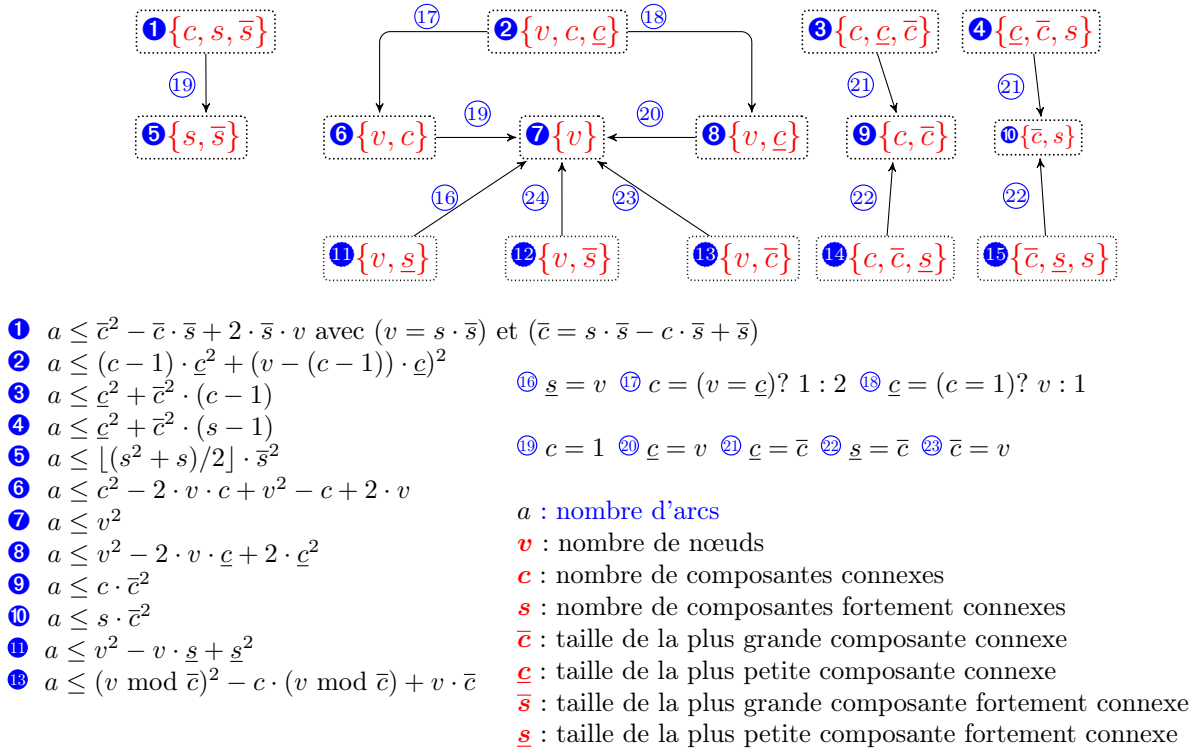 ❶{c, s, s̅} ❷{v, c, c̲} ❸{c, c̲, c̅} ❹{c̲, c̅, s}
⑰ ⑱
⑲ ㉑ ㉑
❺{s, s̅} ❻{v, c} ⑲ ❼{v} ⑳ ❽{v, c̲} ❾{c, c̅} ❿{c̅, s}
⑯ ㉔ ㉓ ㉒ ㉒
⓫{v, s̲} ⓬{v, s̅} ⓭{v, c̅} ⓮{c, c̅, s̲} ⓯{c̅, s̲, s}
❶ a ≤ c̅² − c̅ · s̅ + 2 · s̅ · v avec (v = s · s̅) et (c̅ = s · s̅ − c · s̅ + s̅)
❷ a ≤ (c − 1) · c̲² + (v − (c − 1)) · c̲)²
❸ a ≤ c̲² + c̅² · (c − 1)
❹ a ≤ c̲² + c̅² · (s − 1)
❺ a ≤ ⌊(s² + s)/2⌋ · s̅²
❻ a ≤ c² − 2 · v · c + v² − c + 2 · v
❼ a ≤ v²
❽ a ≤ v² − 2 · v · c̲ + 2 · c̲²
❾ a ≤ c · c̅²
❿ a ≤ s · c̅²
⓫ a ≤ v² − v · s̲ + s̲²
⓭ a ≤ (v mod c̅)² − c · (v mod c̅) + v · c̅
⑯ s̲ = v ⑰ c = (v = c̲)? 1 : 2 ⑱ c̲ = (c = 1)? v : 1
⑲ c = 1 ⑳ c̲ = v ㉑ c̲ = c̅ ㉒ s̲ = c̅ ㉓ c̅ = v
a : nombre d'arcs
v : nombre de nœuds
c : nombre de composantes connexes
s : nombre de composantes fortement connexes
c̅ : taille de la plus grande composante connexe
c̲ : taille de la plus petite composante connexe
s̅ : taille de la plus grande composante fortement connexe
s̲ : taille de la plus petite composante fortement connexe